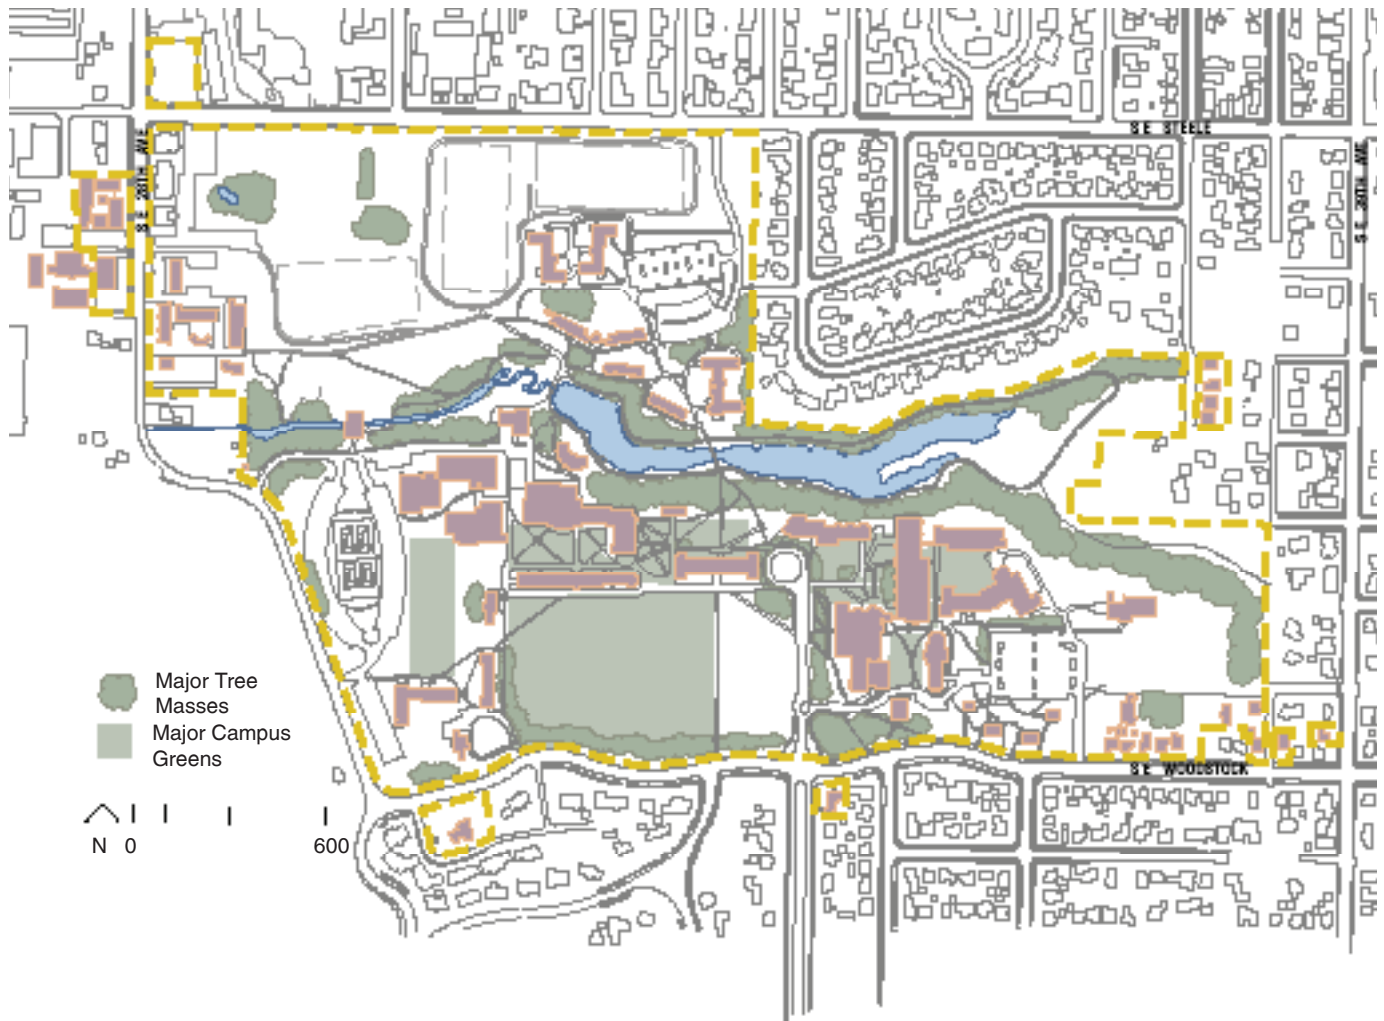 S E STEELE
S E 28TH AVE
S E 39TH AVE
Major Tree
Masses
Major Campus
Greens
S E WOODSTOCK
N 0 600